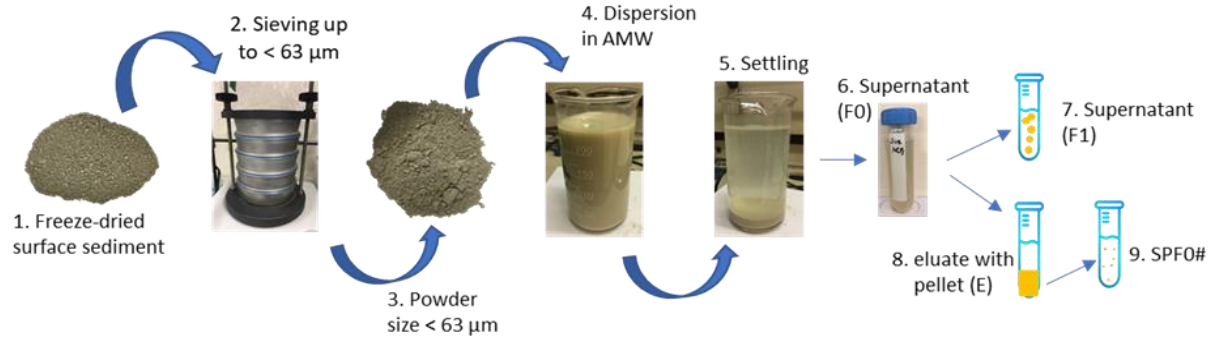 1. Freeze-dried
surface sediment
2. Sieving up
to < 63 µm
3. Powder
size < 63 µm
4. Dispersion
in AMW
5. Settling
6. Supernatant
(F0)
7. Supernatant
(F1)
8. eluate with
pellet (E)
9. SPF0#